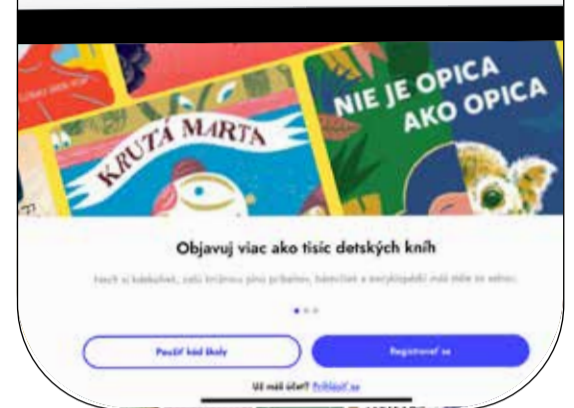 KRUTÁ MARTA
NIE JE OPICA
AKO OPICA
Objavuj viac ako tisíc detských kníh
Použiť kód školy
Registrovať sa
Už máš účet? Prihlásiť sa